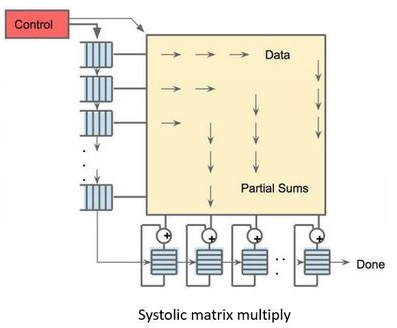 Control
Data
Partial Sums
+
+
+
+
Done
Systolic matrix multiply